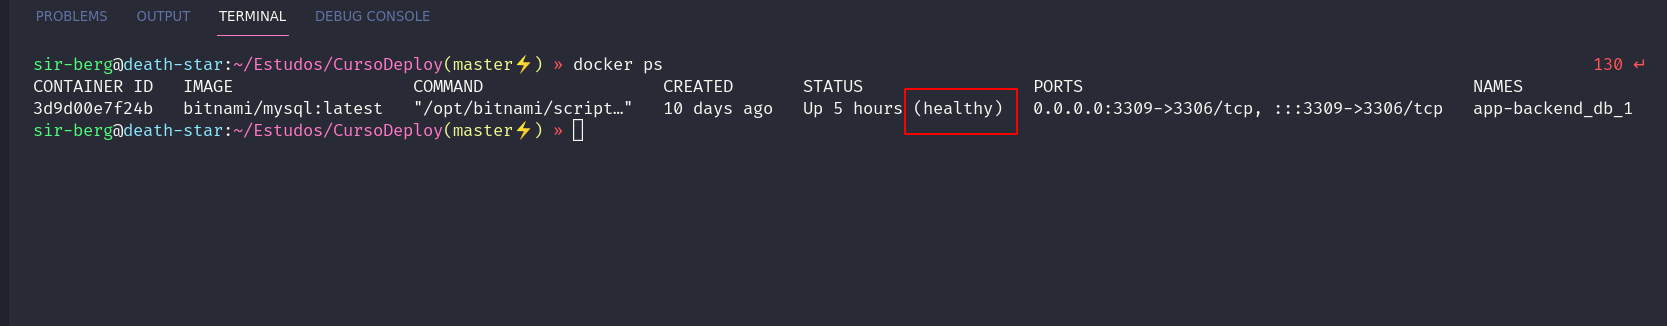 PROBLEMS OUTPUT TERMINAL DEBUG CONSOLE
sir-berg@death-star:~/Estudos/CursoDeploy(master⚡) » docker ps 130 ↵
CONTAINER ID IMAGE COMMAND CREATED STATUS PORTS NAMES
3d9d00e7f24b bitnami/mysql:latest "/opt/bitnami/script…" 10 days ago Up 5 hours (healthy) 0.0.0.0:3309->3306/tcp, :::3309->3306/tcp app-backend_db_1
sir-berg@death-star:~/Estudos/CursoDeploy(master⚡) »